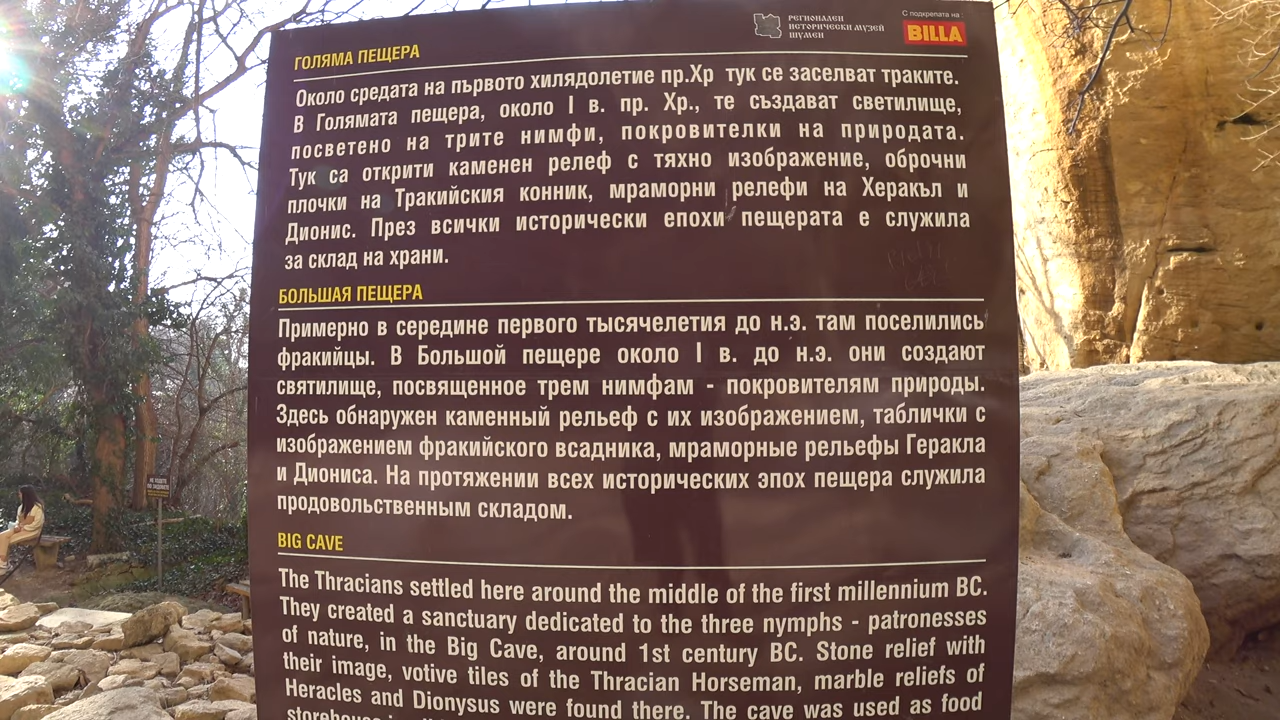 РЕГИОНАЛЕН
ИСТОРИЧЕСКИ МУЗЕЙ
ШУМЕН
С подкрепата на :
BILLA
ГОЛЯМА ПЕЩЕРА
Около средата на първото хилядолетие пр.Хр тук се заселват траките.
В Голямата пещера, около I в. пр. Хр., те създават светилище,
посветено на трите нимфи, покровителки на природата.
Тук са открити каменен релеф с тяхно изображение, оброчни
плочки на Тракийския конник, мраморни релефи на Херакъл и
Дионис. През всички исторически епохи пещерата е служила
за склад на храни.
БОЛЬШАЯ ПЕЩЕРА
Примерно в середине первого тысячелетия до н.э. там поселились
фракийцы. В Большой пещере около I в. до н.э. они создают
святилище, посвященное трем нимфам - покровителям природы.
Здесь обнаружен каменный рельеф с их изображением, таблички с
изображением фракийского всадника, мраморные рельефы Геракла
и Диониса. На протяжении всех исторических эпох пещера служила
продовольственным складом.
BIG CAVE
The Thracians settled here around the middle of the first millennium BC.
They created a sanctuary dedicated to the three nymphs - patronesses
of nature, in the Big Cave, around 1st century BC. Stone relief with
their image, votive tiles of the Thracian Horseman, marble reliefs of
Heracles and Dionysus were found there. The cave was used as food